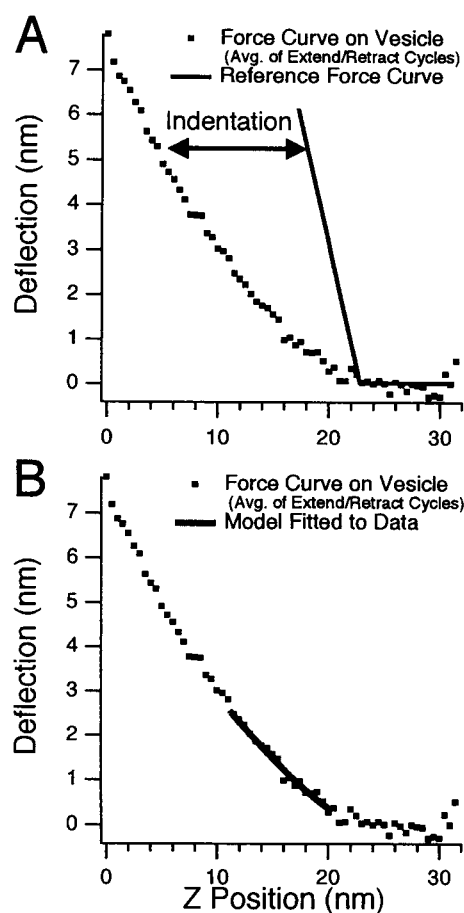 A
Force Curve on Vesicle
(Avg. of Extend/Retract Cycles)
Reference Force Curve
Indentation
Deflection (nm)
7
6
5
4
3
2
1
0
0
10
20
30
B
Force Curve on Vesicle
(Avg. of Extend/Retract Cycles)
Model Fitted to Data
Deflection (nm)
7
6
5
4
3
2
1
0
0
10
20
30
Z Position (nm)